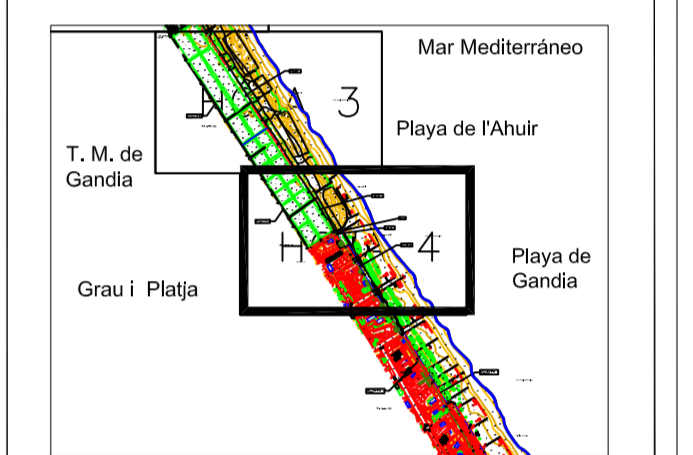 Mar Mediterráneo
3
Playa de l'Ahuir
T. M. de
Gandia
H 4
Playa de
Gandia
Grau i Platja